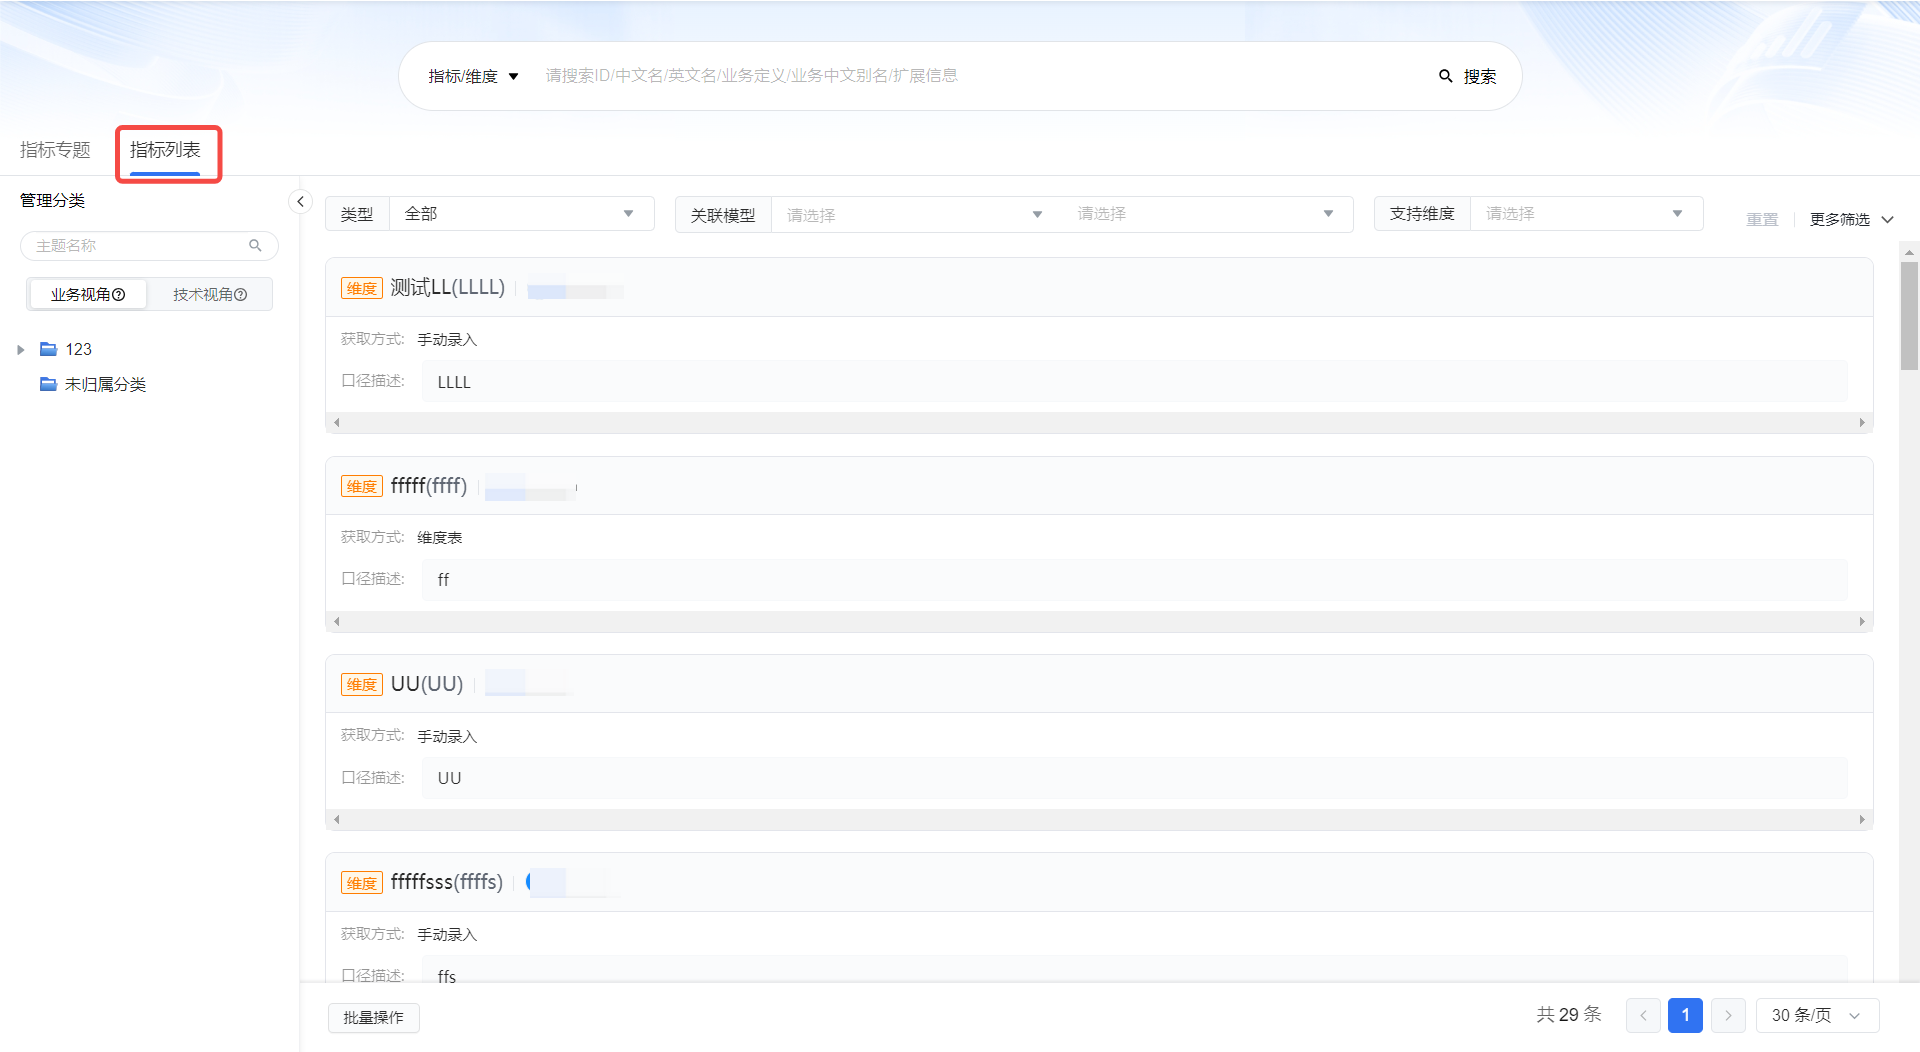 指标/维度 请搜索ID/中文名/英文名/业务定义/业务中文别名/扩展信息 搜索
指标专题 指标列表
管理分类
主题名称
业务视角 技术视角
123
未归属分类
类型 全部 关联模型 请选择 请选择 支持维度 请选择 重置 更多筛选
维度 测试LL(LLLL)
获取方式: 手动录入
口径描述: LLLL
维度 fffff(ffff)
获取方式: 维度表
口径描述: ff
维度 UU(UU)
获取方式: 手动录入
口径描述: UU
维度 fffffsss(ffffs)
获取方式: 手动录入
口径描述: ffs
批量操作 共 29 条 1 30 条/页